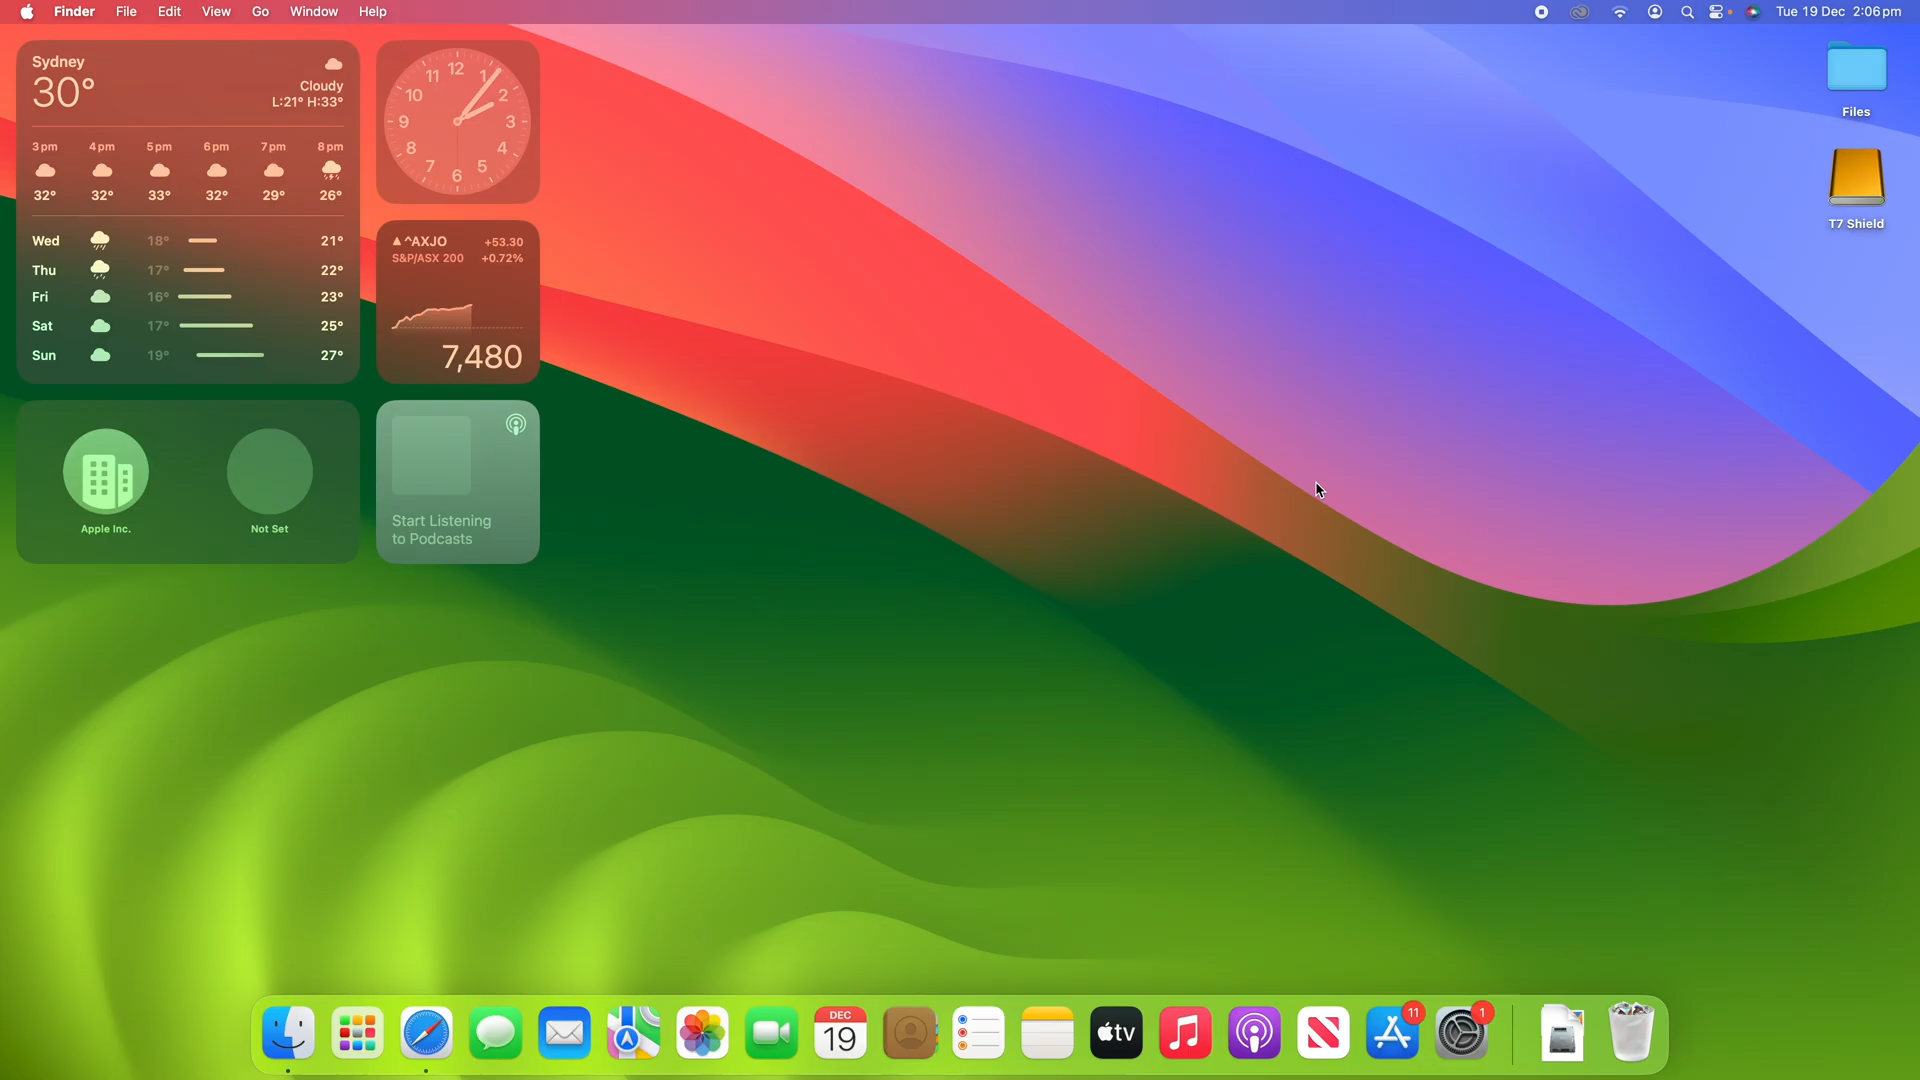 Finder File Edit View Go Window Help
Tue 19 Dec 2:06 pm
Sydney
30°
Cloudy
L:21° H:33°
3 pm 4 pm 5 pm 6 pm 7 pm 8 pm
32° 32° 33° 32° 29° 26°
Wed 18° 21°
Thu 17° 22°
Fri 16° 23°
Sat 17° 25°
Sun 19° 27°
12
11 1
10 2
9 3
8 4
7 5
6
▲ ^AXJO +53.30
S&P/ASX 200 +0.72%
7,480
Apple Inc.
Not Set
Start Listening
to Podcasts
Files
T7 Shield
DEC
19
tv
11
1